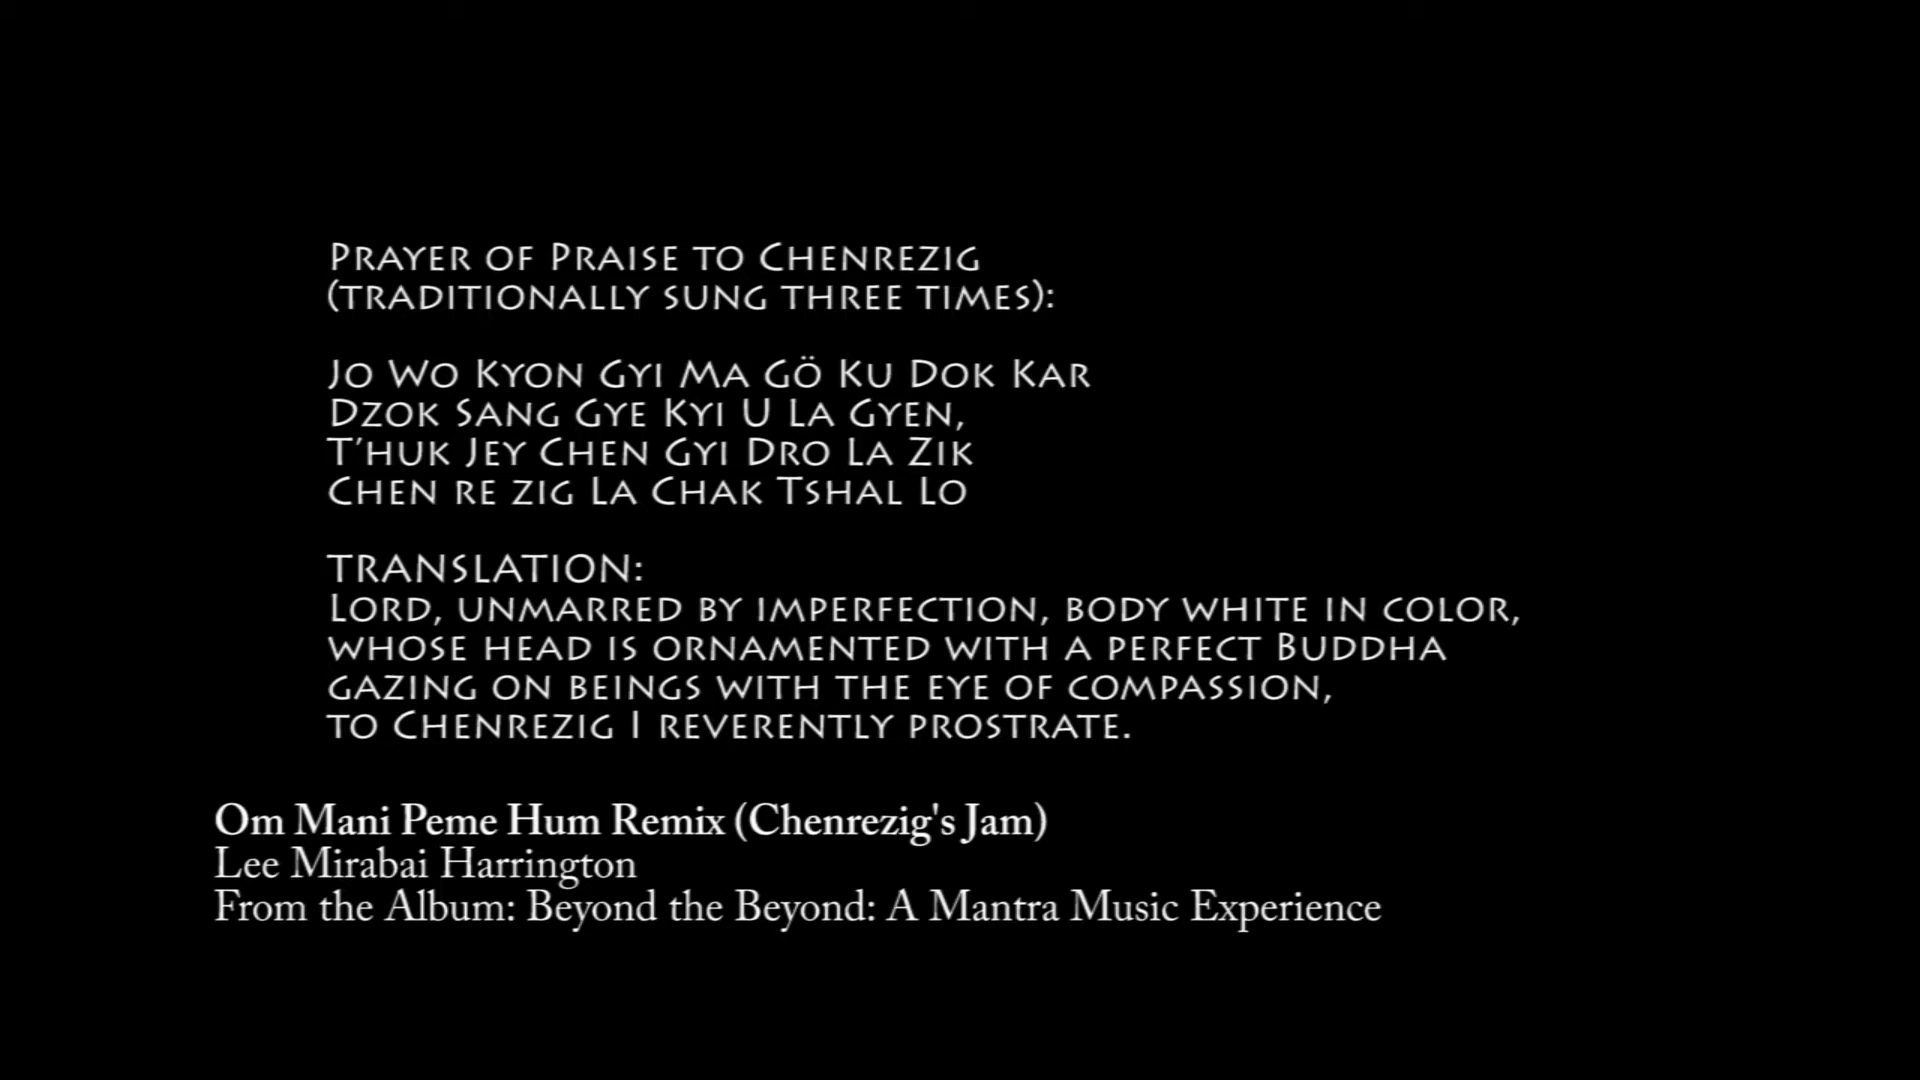 Prayer of Praise to Chenrezig
(traditionally sung three times):
Jo Wo Kyon Gyi Ma Gö Ku Dok Kar
Dzok Sang Gye Kyi U La Gyen,
T’huk Jey Chen Gyi Dro La Zik
Chen re zig La Chak Tshal Lo
TRANSLATION:
Lord, unmarred by imperfection, body white in color,
whose head is ornamented with a perfect Buddha
gazing on beings with the eye of compassion,
to Chenrezig I reverently prostrate.
Om Mani Peme Hum Remix (Chenrezig's Jam)
Lee Mirabai Harrington
From the Album: Beyond the Beyond: A Mantra Music Experience